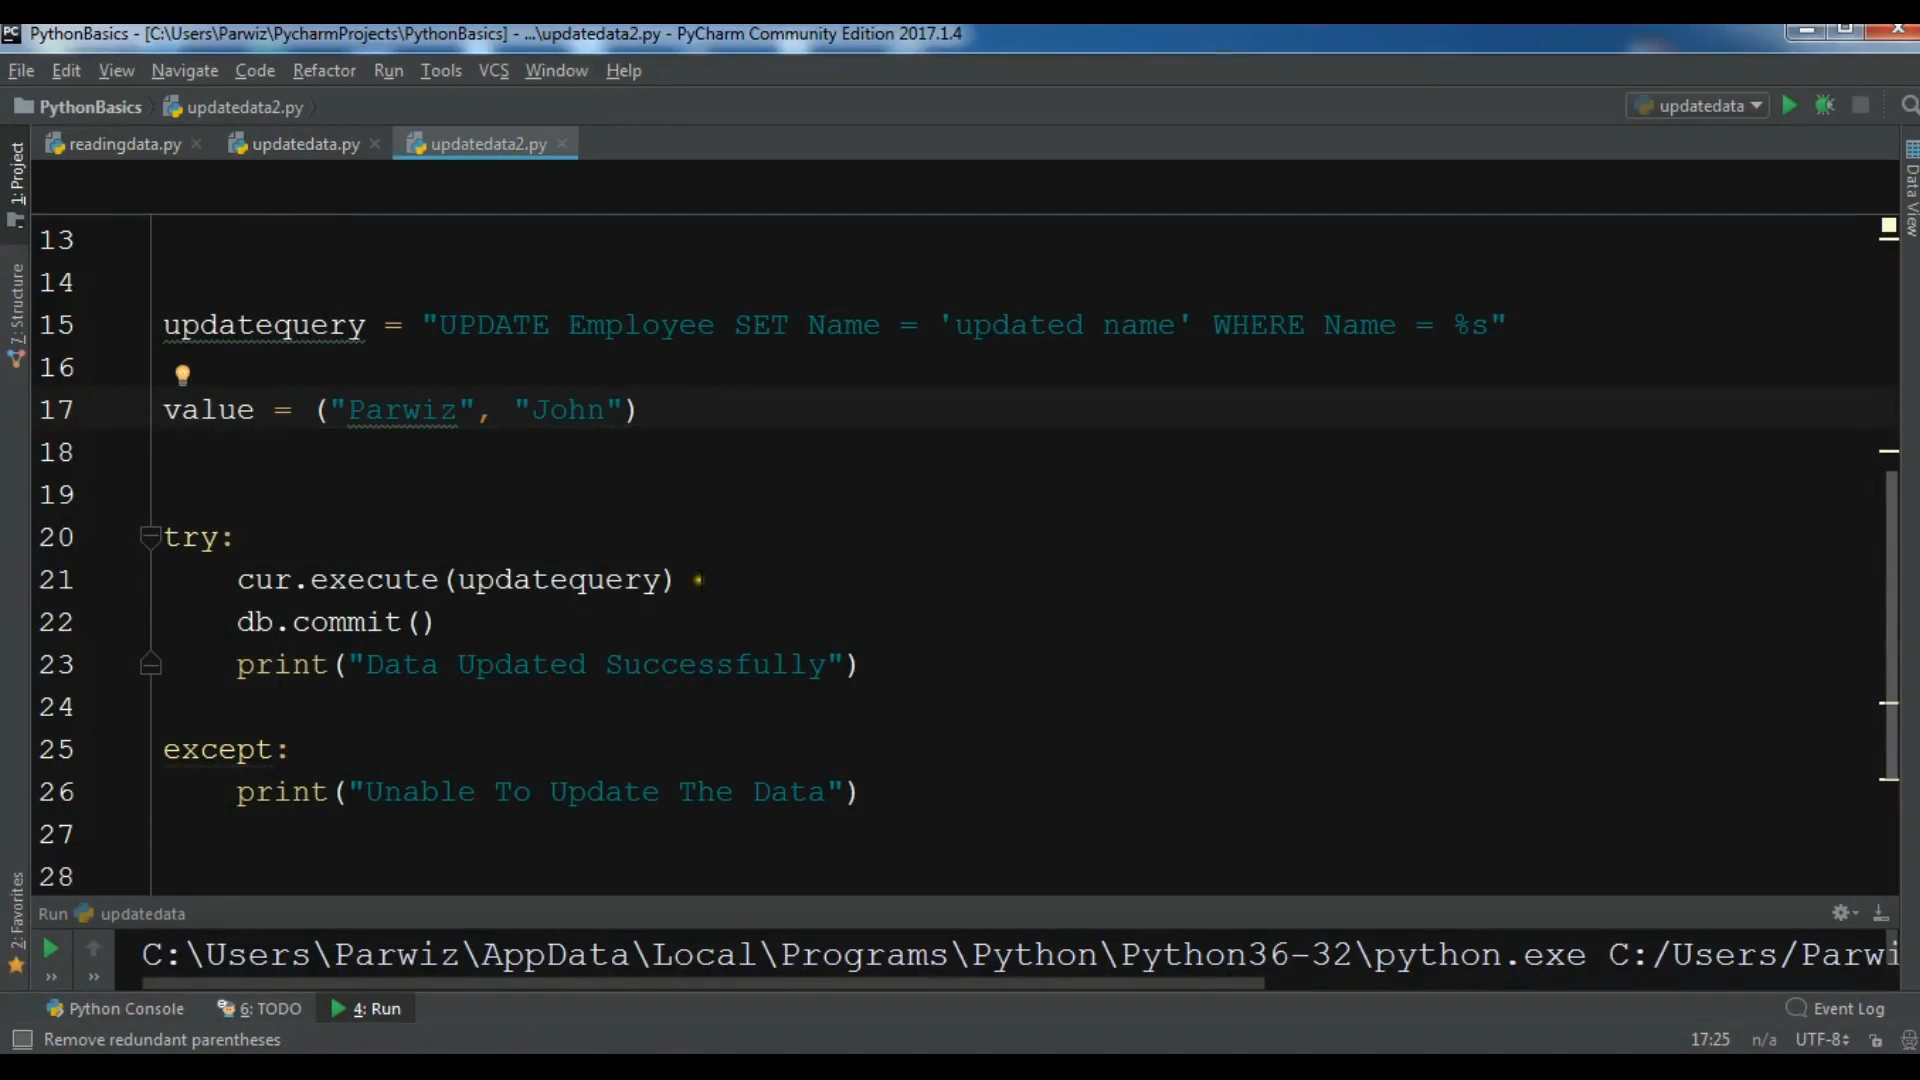 PC PythonBasics - [C:\Users\Parwiz\PycharmProjects\PythonBasics] - ...\updatedata2.py - PyCharm Community Edition 2017.1.4
File Edit View Navigate Code Refactor Run Tools VCS Window Help
PythonBasics updatedata2.py updatedata
readingdata.py updatedata.py updatedata2.py
1: Project
7: Structure
2: Favorites
Data View
13
14
15 updatequery = "UPDATE Employee SET Name = 'updated name' WHERE Name = %s"
16
17 value = ("Parwiz", "John")
18
19
20 try:
21 cur.execute(updatequery)
22 db.commit()
23 print("Data Updated Successfully")
24
25 except:
26 print("Unable To Update The Data")
27
28
Run updatedata
C:\Users\Parwiz\AppData\Local\Programs\Python\Python36-32\python.exe C:/Users/Parwi
Python Console 6: TODO 4: Run Event Log
Remove redundant parentheses 17:25 n/a UTF-8